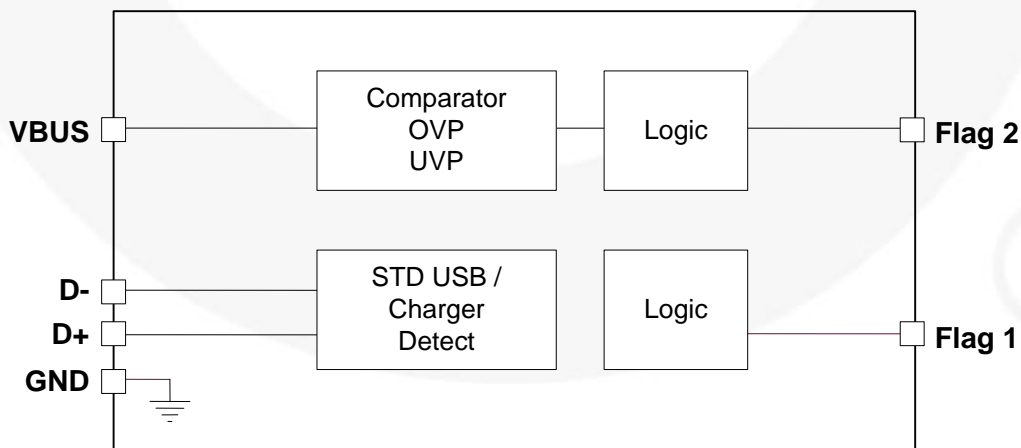 Comparator
OVP
UVP
Logic
VBUS
Flag 2
STD USB /
Charger
Detect
Logic
D-
D+
Flag 1
GND